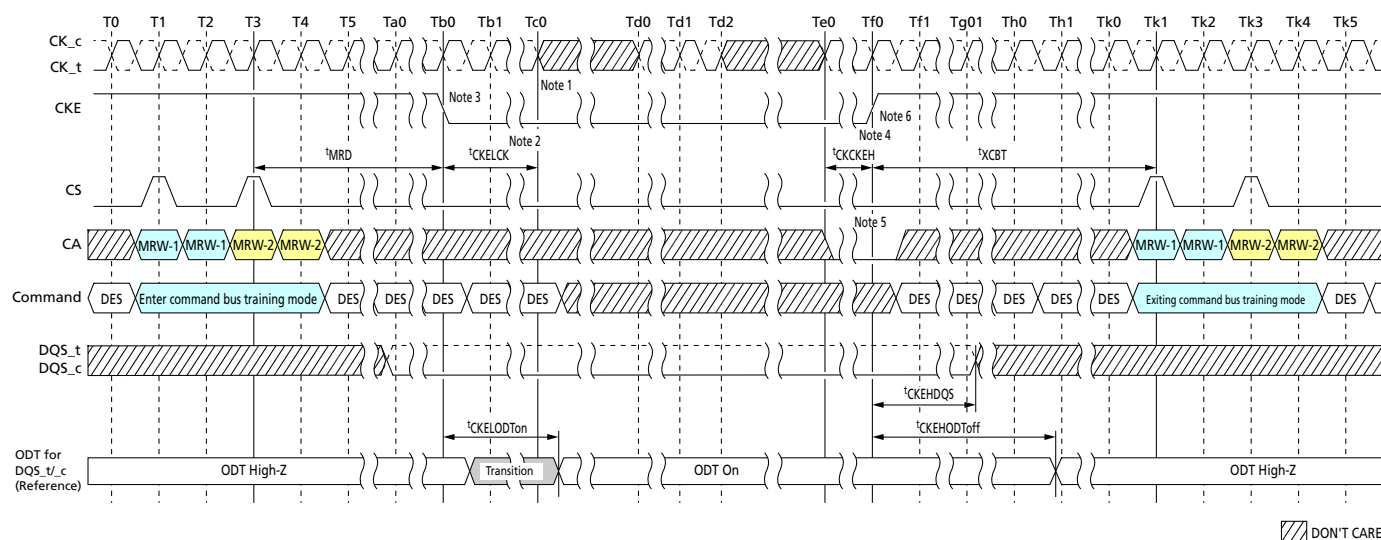 T0 T1 T2 T3 T4 T5 Ta0 Tb0 Tb1 Tc0 Td0 Td1 Td2 Te0 Tf0 Tf1 Tg01 Th0 Th1 Tk0 Tk1 Tk2 Tk3 Tk4 Tk5
CK_c
CK_t
Note 1
Note 3
CKE
Note 6
Note 2
Note 4
tMRD tCKELCK tCKCKEH tXCBT
CS
Note 5
CA MRW-1 MRW-1 MRW-2 MRW-2 MRW-1 MRW-1 MRW-2 MRW-2
Command DES Enter command bus training mode DES DES DES DES DES DES DES DES DES DES Exiting command bus training mode DES
DQS_t
DQS_c
tCKEHDQS
tCKELODTon tCKEHODToff
ODT for
DQS_t/_c
(Reference)
ODT High-Z Transition ODT On ODT High-Z
DON'T CARE